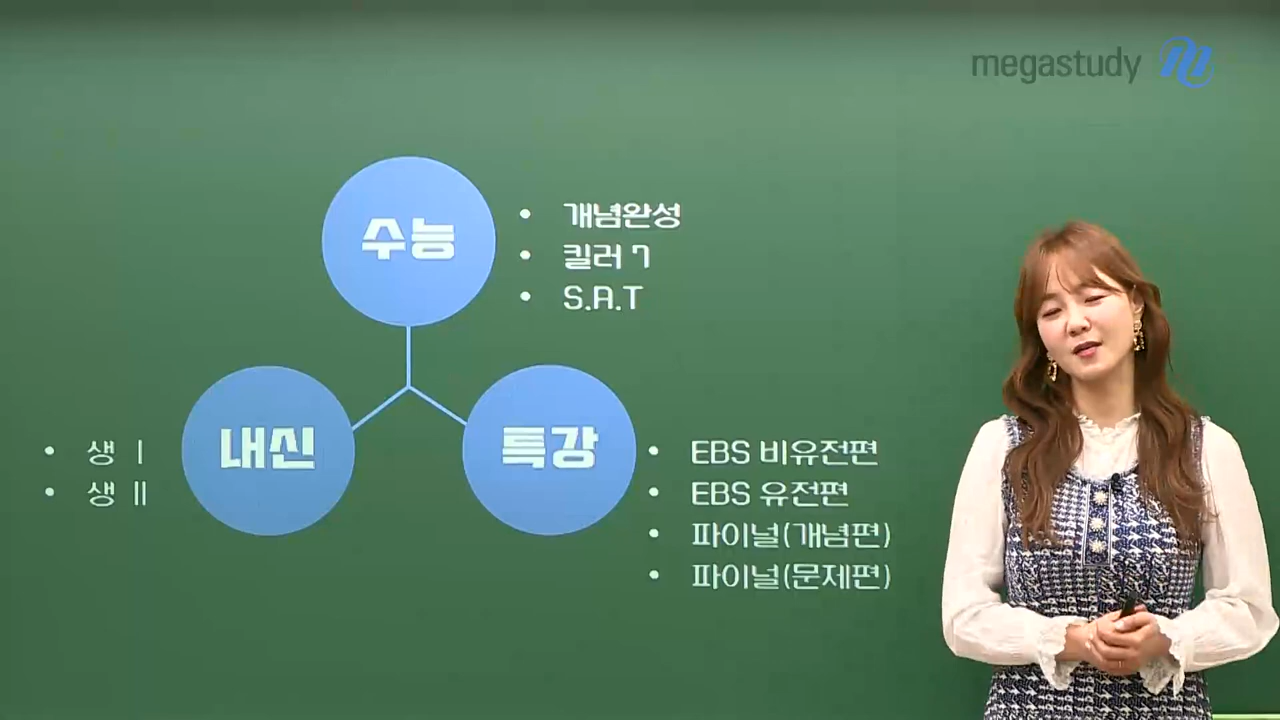 megastudy
수능
개념완성
킬러 7
S.A.T
내신
생 I
생 II
특강
EBS 비유전편
EBS 유전편
파이널(개념편)
파이널(문제편)